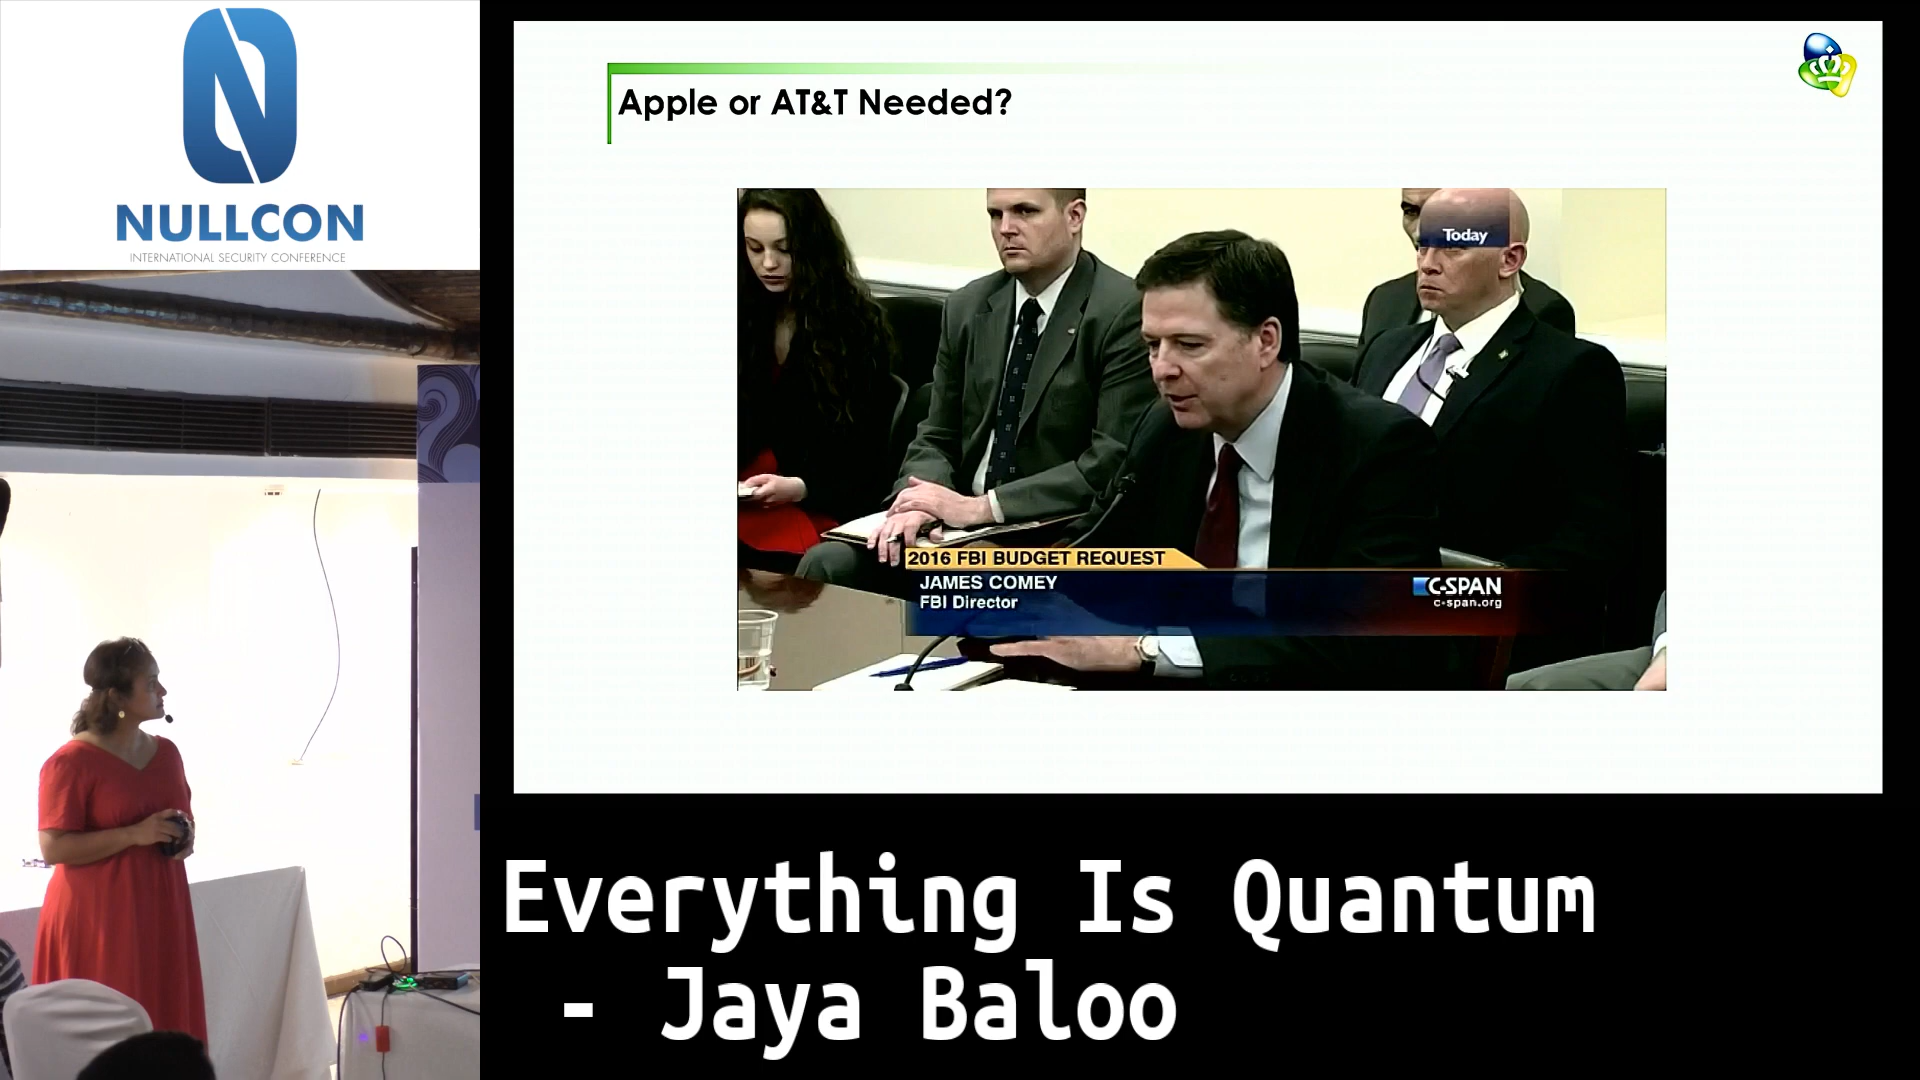 NULLCON
INTERNATIONAL SECURITY CONFERENCE
Apple or AT&T Needed?
Today
2016 FBI BUDGET REQUEST
JAMES COMEY
FBI Director
C-SPAN
c-span.org
Everything Is Quantum
- Jaya Baloo